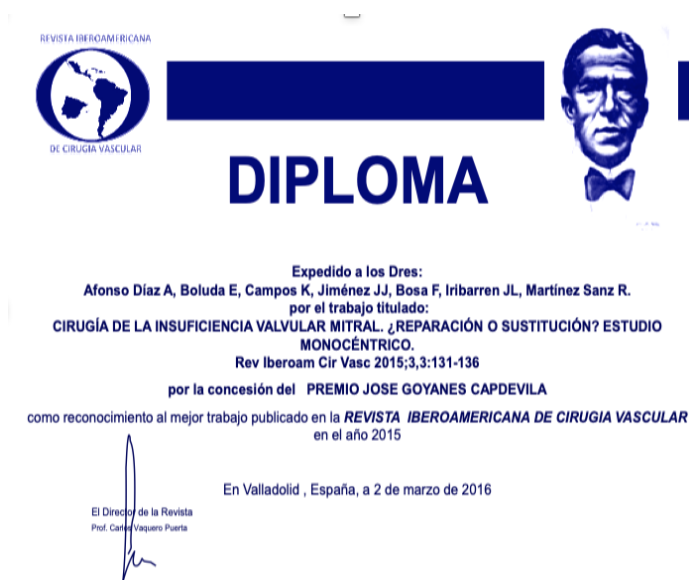 REVISTA IBEROAMERICANA
DE CIRUGIA VASCULAR
DIPLOMA
Expedido a los Dres:
Afonso Díaz A, Boluda E, Campos K, Jiménez JJ, Bosa F, Iribarren JL, Martínez Sanz R.
por el trabajo titulado:
CIRUGÍA DE LA INSUFICIENCIA VALVULAR MITRAL. ¿REPARACIÓN O SUSTITUCIÓN? ESTUDIO
MONOCÉNTRICO.
Rev Iberoam Cir Vasc 2015;3,3:131-136
por la concesión del PREMIO JOSE GOYANES CAPDEVILA
como reconocimiento al mejor trabajo publicado en la REVISTA IBEROAMERICANA DE CIRUGIA VASCULAR
en el año 2015
En Valladolid , España, a 2 de marzo de 2016
El Director de la Revista
Prof. Carlos Vaquero Puerta